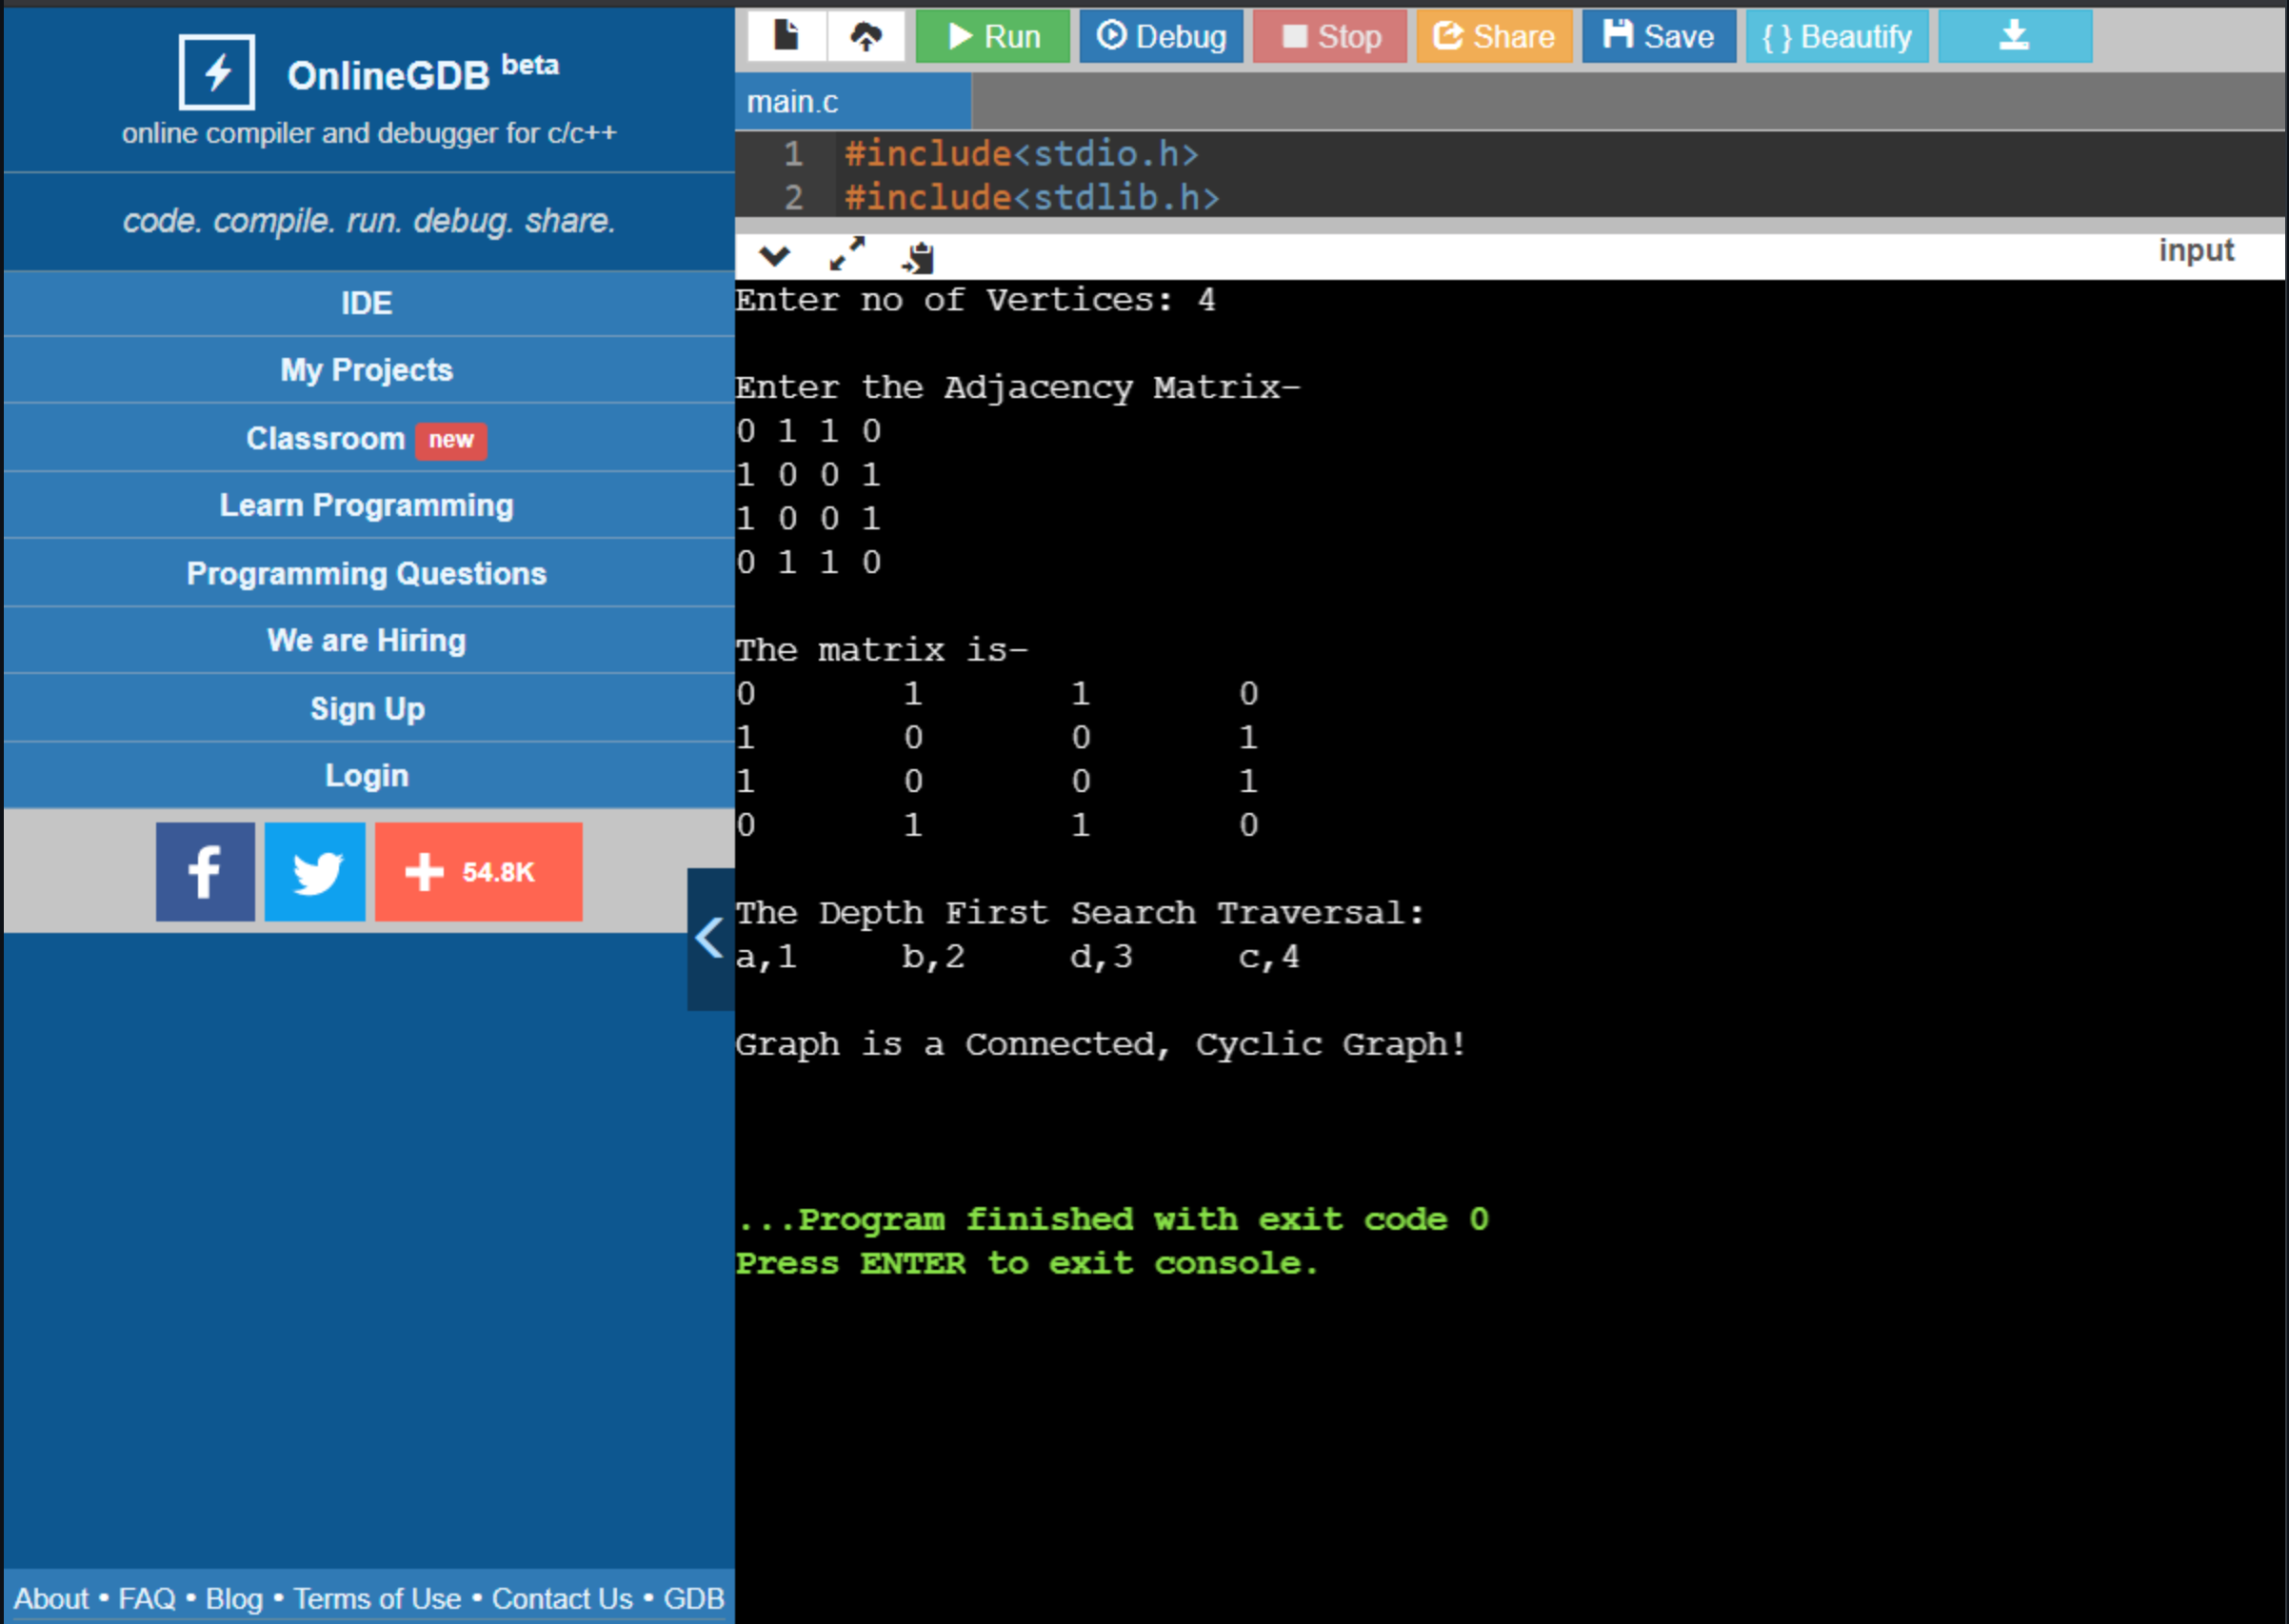 OnlineGDB beta
online compiler and debugger for c/c++
code. compile. run. debug. share.
IDE
My Projects
Classroom new
Learn Programming
Programming Questions
We are Hiring
Sign Up
Login
f + 54.8K
About • FAQ • Blog • Terms of Use • Contact Us • GDB
Run Debug Stop Share Save { } Beautify
main.c
1 #include<stdio.h>
2 #include<stdlib.h>
input
Enter no of Vertices: 4
Enter the Adjacency Matrix-
0 1 1 0
1 0 0 1
1 0 0 1
0 1 1 0
The matrix is-
0 1 1 0
1 0 0 1
1 0 0 1
0 1 1 0
The Depth First Search Traversal:
a,1 b,2 d,3 c,4
Graph is a Connected, Cyclic Graph!
...Program finished with exit code 0
Press ENTER to exit console.